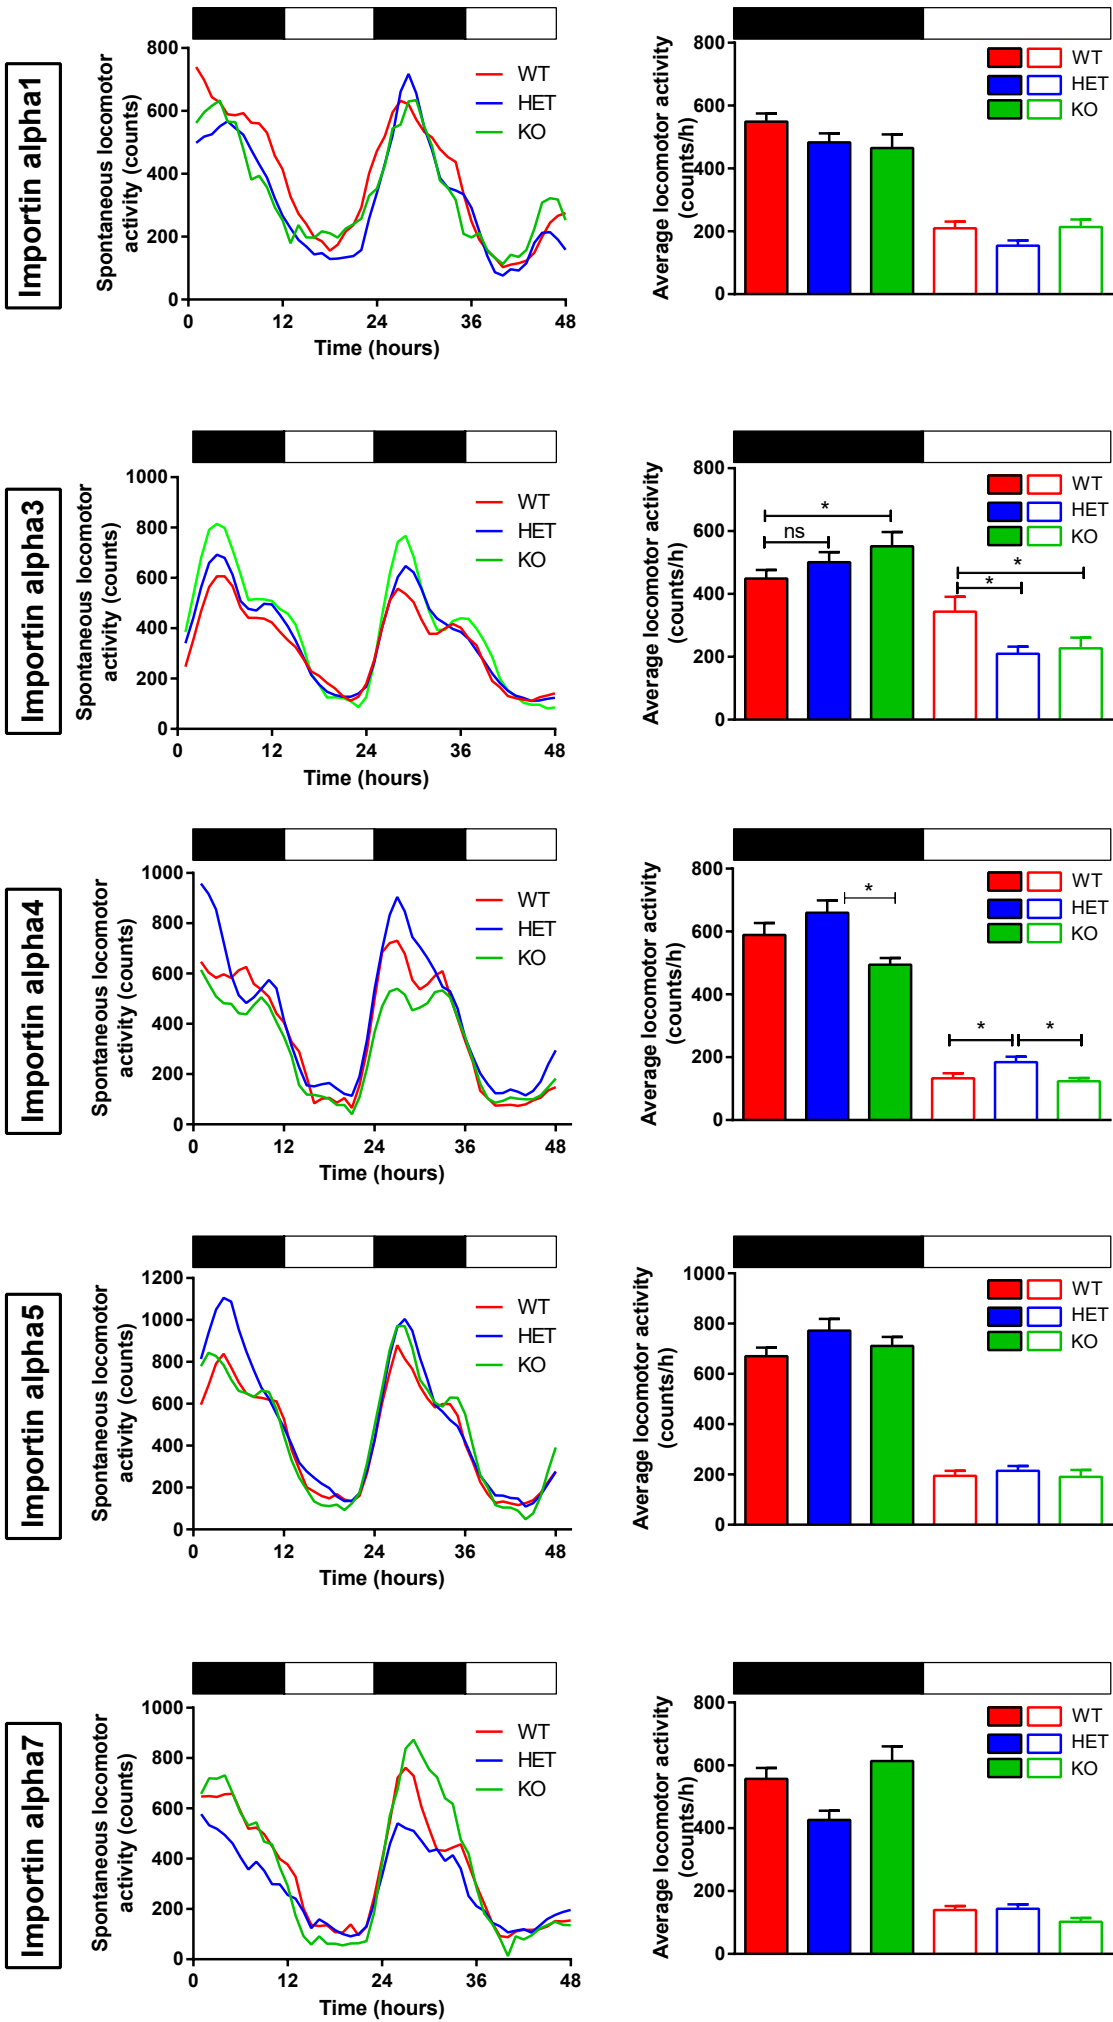 Importin alpha1
Spontaneous locomotor
activity (counts)
800
600
400
200
0
0 12 24 36 48
Time (hours)
WT
HET
KO
Average locomotor activity
(counts/h)
800
600
400
200
0
WT
HET
KO
Importin alpha3
Spontaneous locomotor
activity (counts)
1000
800
600
400
200
0
0 12 24 36 48
Time (hours)
WT
HET
KO
Average locomotor activity
(counts/h)
800
600
400
200
0
*
ns
*
*
WT
HET
KO
Importin alpha4
Spontaneous locomotor
activity (counts)
1000
800
600
400
200
0
0 12 24 36 48
Time (hours)
WT
HET
KO
Average locomotor activity
(counts/h)
800
600
400
200
0
*
* *
WT
HET
KO
Importin alpha5
Spontaneous locomotor
activity (counts)
1200
1000
800
600
400
200
0
0 12 24 36 48
Time (hours)
WT
HET
KO
Average locomotor activity
(counts/h)
1000
800
600
400
200
0
WT
HET
KO
Importin alpha7
Spontaneous locomotor
activity (counts)
1000
800
600
400
200
0
0 12 24 36 48
Time (hours)
WT
HET
KO
Average locomotor activity
(counts/h)
800
600
400
200
0
WT
HET
KO